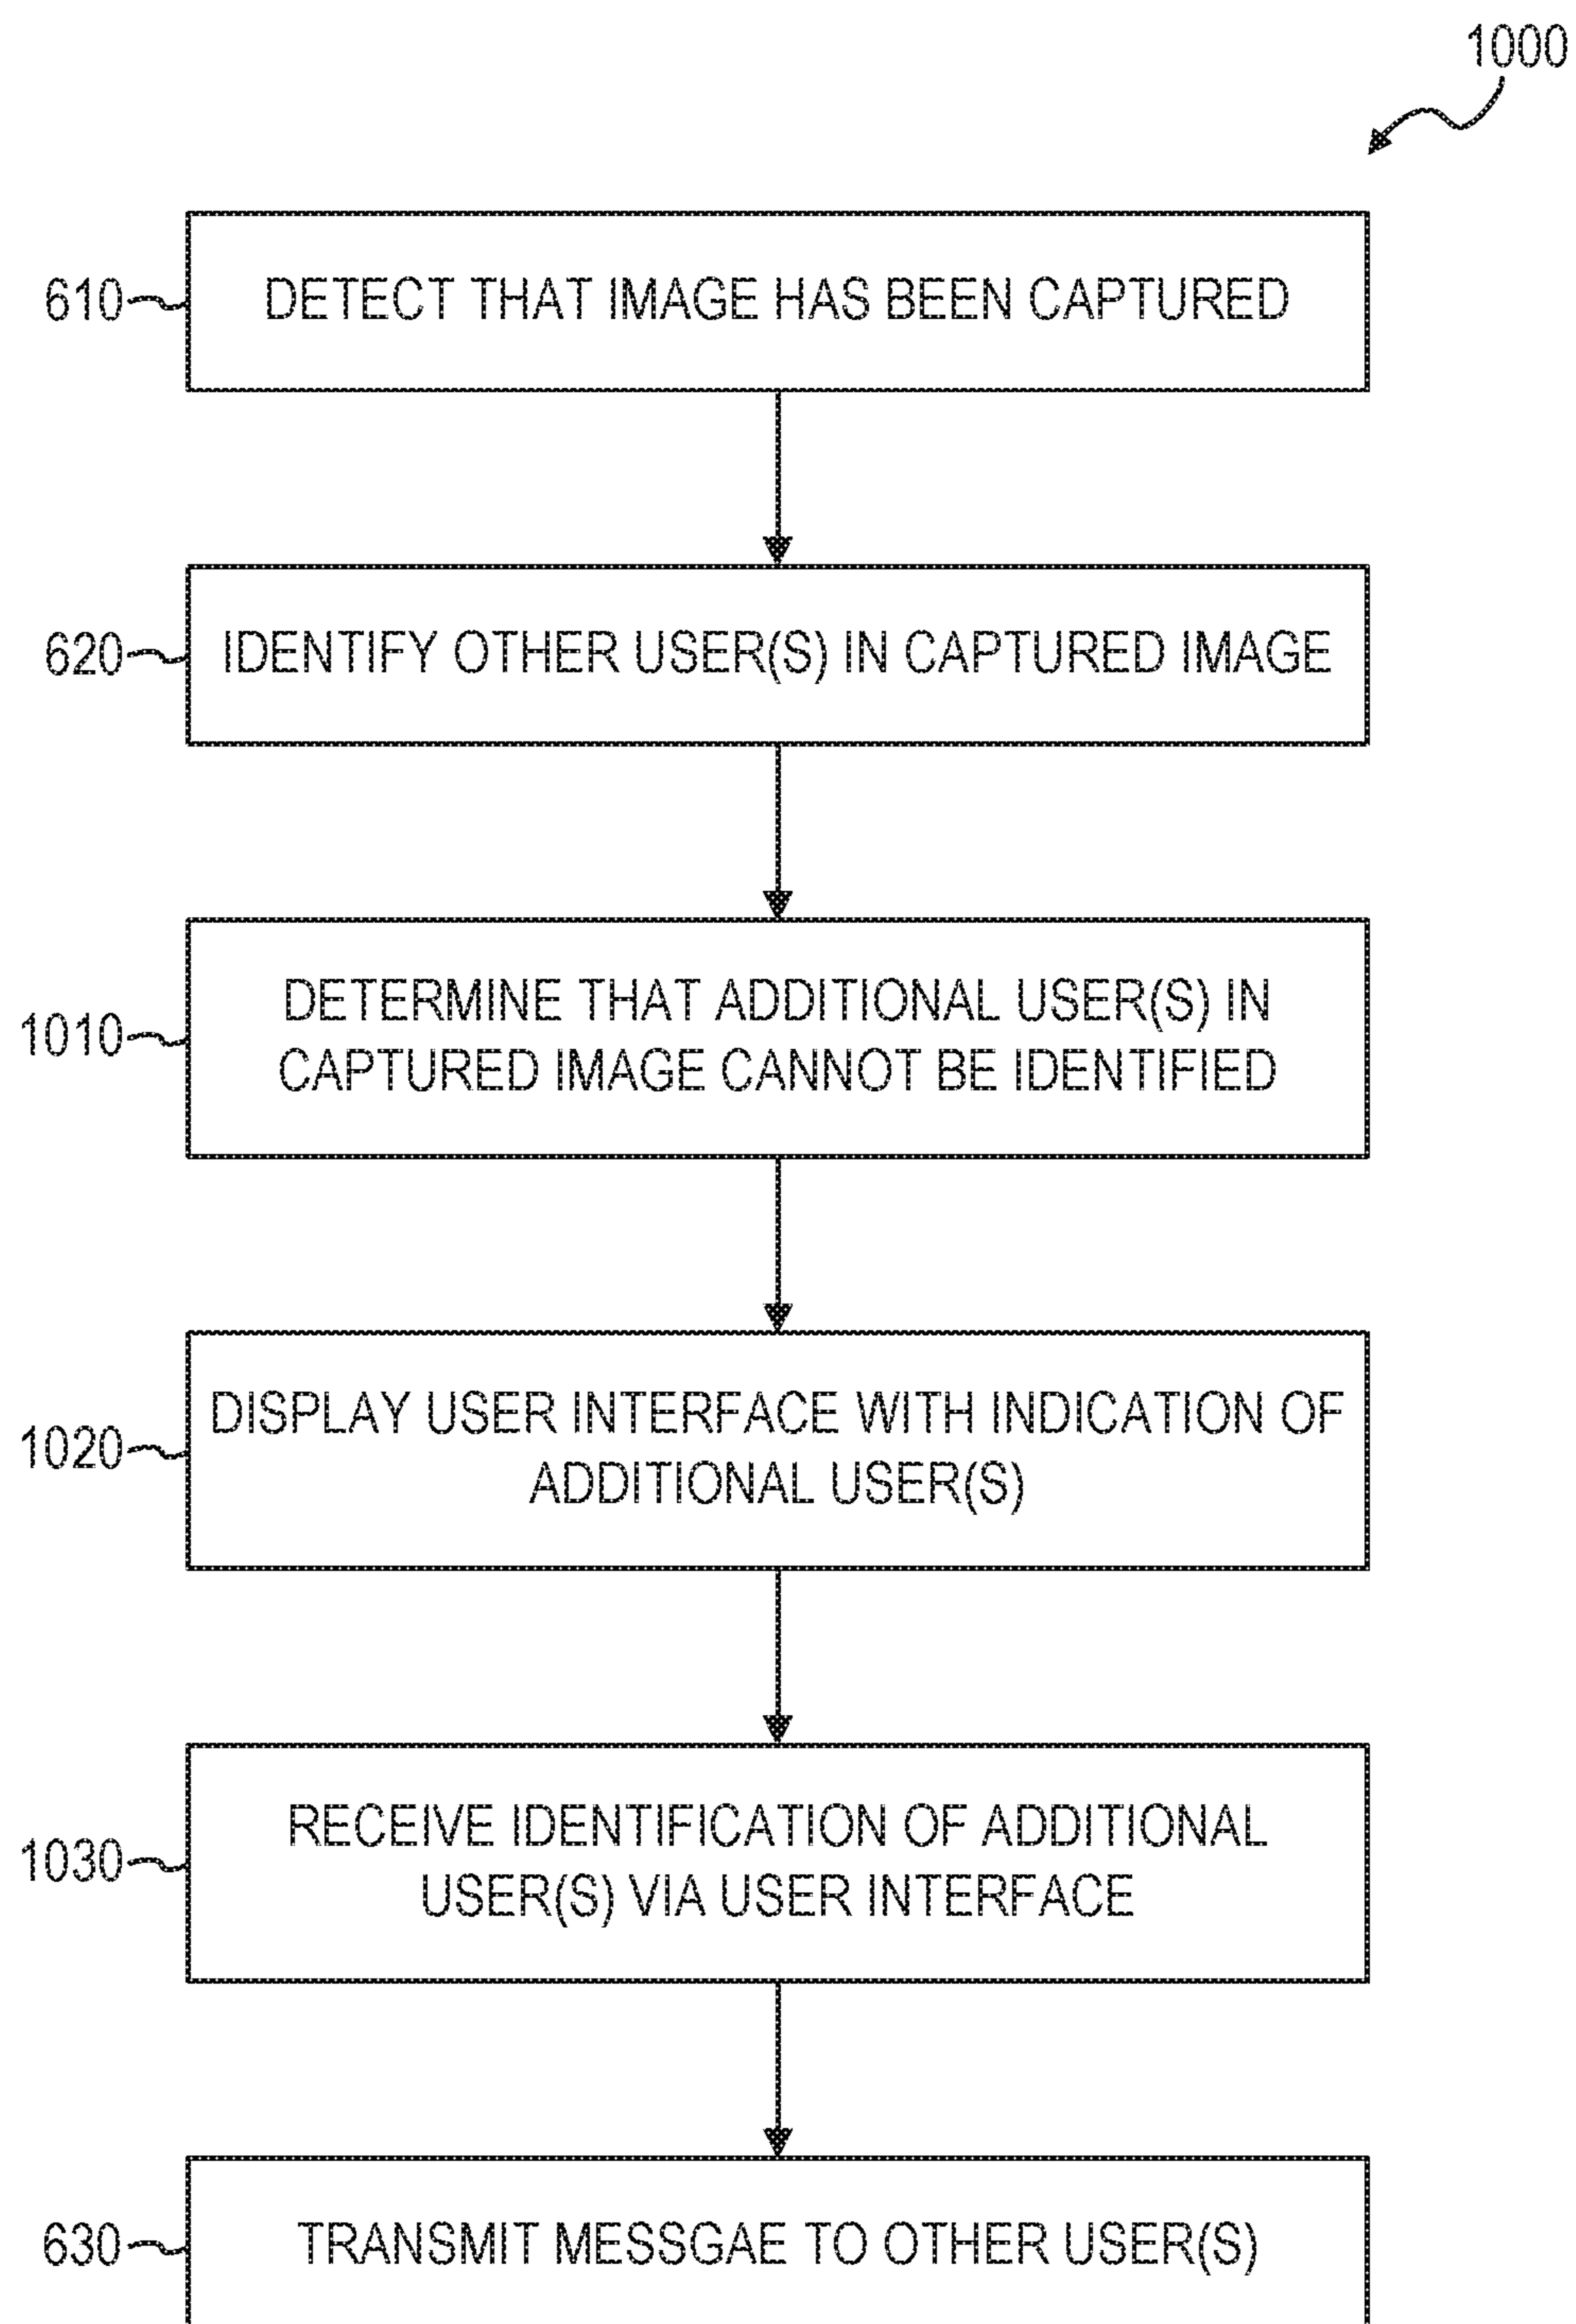 1000
610
DETECT THAT IMAGE HAS BEEN CAPTURED
620
IDENTIFY OTHER USER(S) IN CAPTURED IMAGE
1010
DETERMINE THAT ADDITIONAL USER(S) IN
CAPTURED IMAGE CANNOT BE IDENTIFIED
1020
DISPLAY USER INTERFACE WITH INDICATION OF
ADDITIONAL USER(S)
1030
RECEIVE IDENTIFICATION OF ADDITIONAL
USER(S) VIA USER INTERFACE
630
TRANSMIT MESSGAE TO OTHER USER(S)